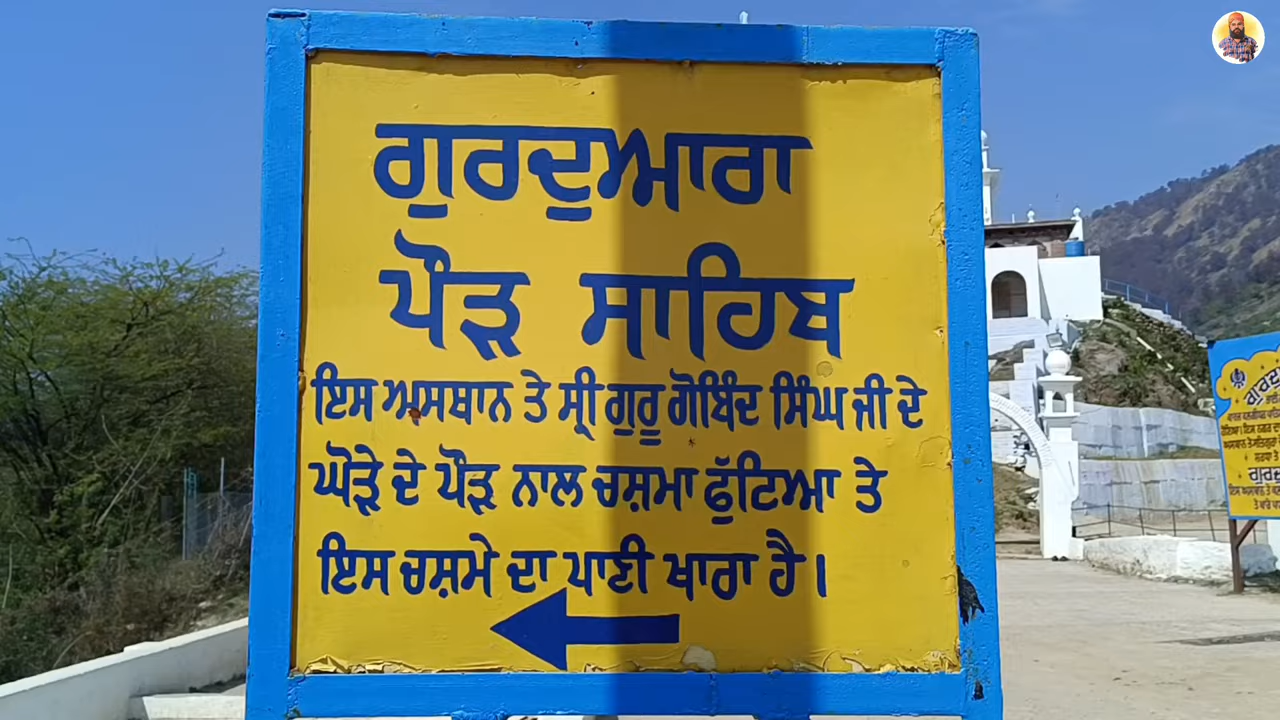 ਗੁਰਦੁਆਰਾ
ਪੌੜ ਸਾਹਿਬ
ਇਸ ਅਸਥਾਨ ਤੇ ਸ੍ਰੀ ਗੁਰੂ ਗੋਬਿੰਦ ਸਿੰਘ ਜੀ ਦੇ
ਘੋੜੇ ਦੇ ਪੌੜ ਨਾਲ ਚਸ਼ਮਾ ਫੁੱਟਿਆ ਤੇ
ਇਸ ਚਸ਼ਮੇ ਦਾ ਪਾਣੀ ਖਾਰਾ ਹੈ।